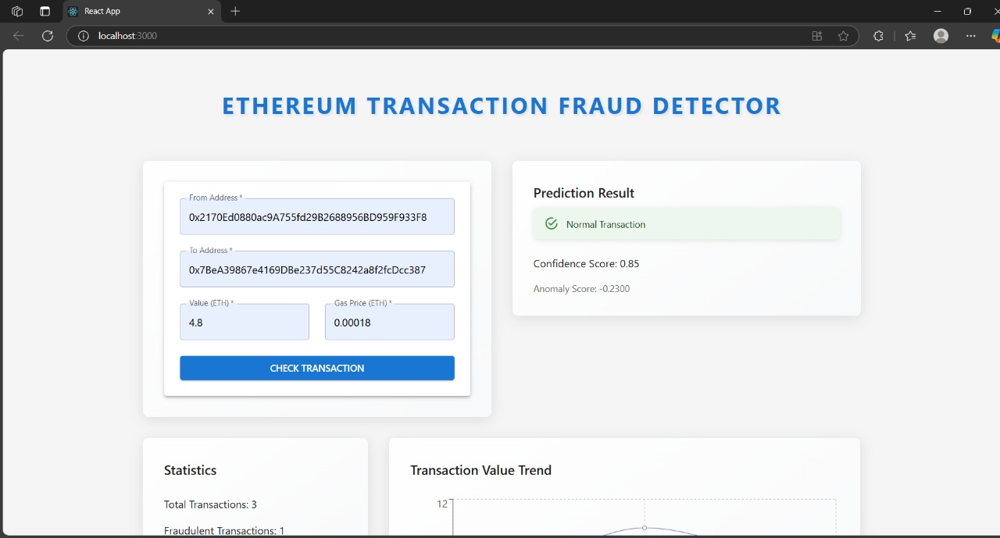 React App
localhost:3000
ETHEREUM TRANSACTION FRAUD DETECTOR
From Address *
0x2170Ed0880ac9A755fd29B2688956BD959F933F8
To Address *
0x7BeA39867e4169DBe237d55C8242a8f2fcDcc387
Value (ETH) *
4.8
Gas Price (ETH) *
0.00018
CHECK TRANSACTION
Prediction Result
Normal Transaction
Confidence Score: 0.85
Anomaly Score: -0.2300
Statistics
Total Transactions: 3
Fraudulent Transactions: 1
Transaction Value Trend
12